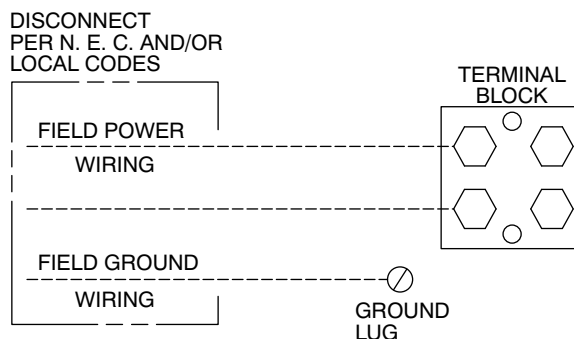 DISCONNECT
PER N. E. C. AND/OR
LOCAL CODES
TERMINAL
BLOCK
FIELD POWER
WIRING
FIELD GROUND
WIRING
GROUND
LUG